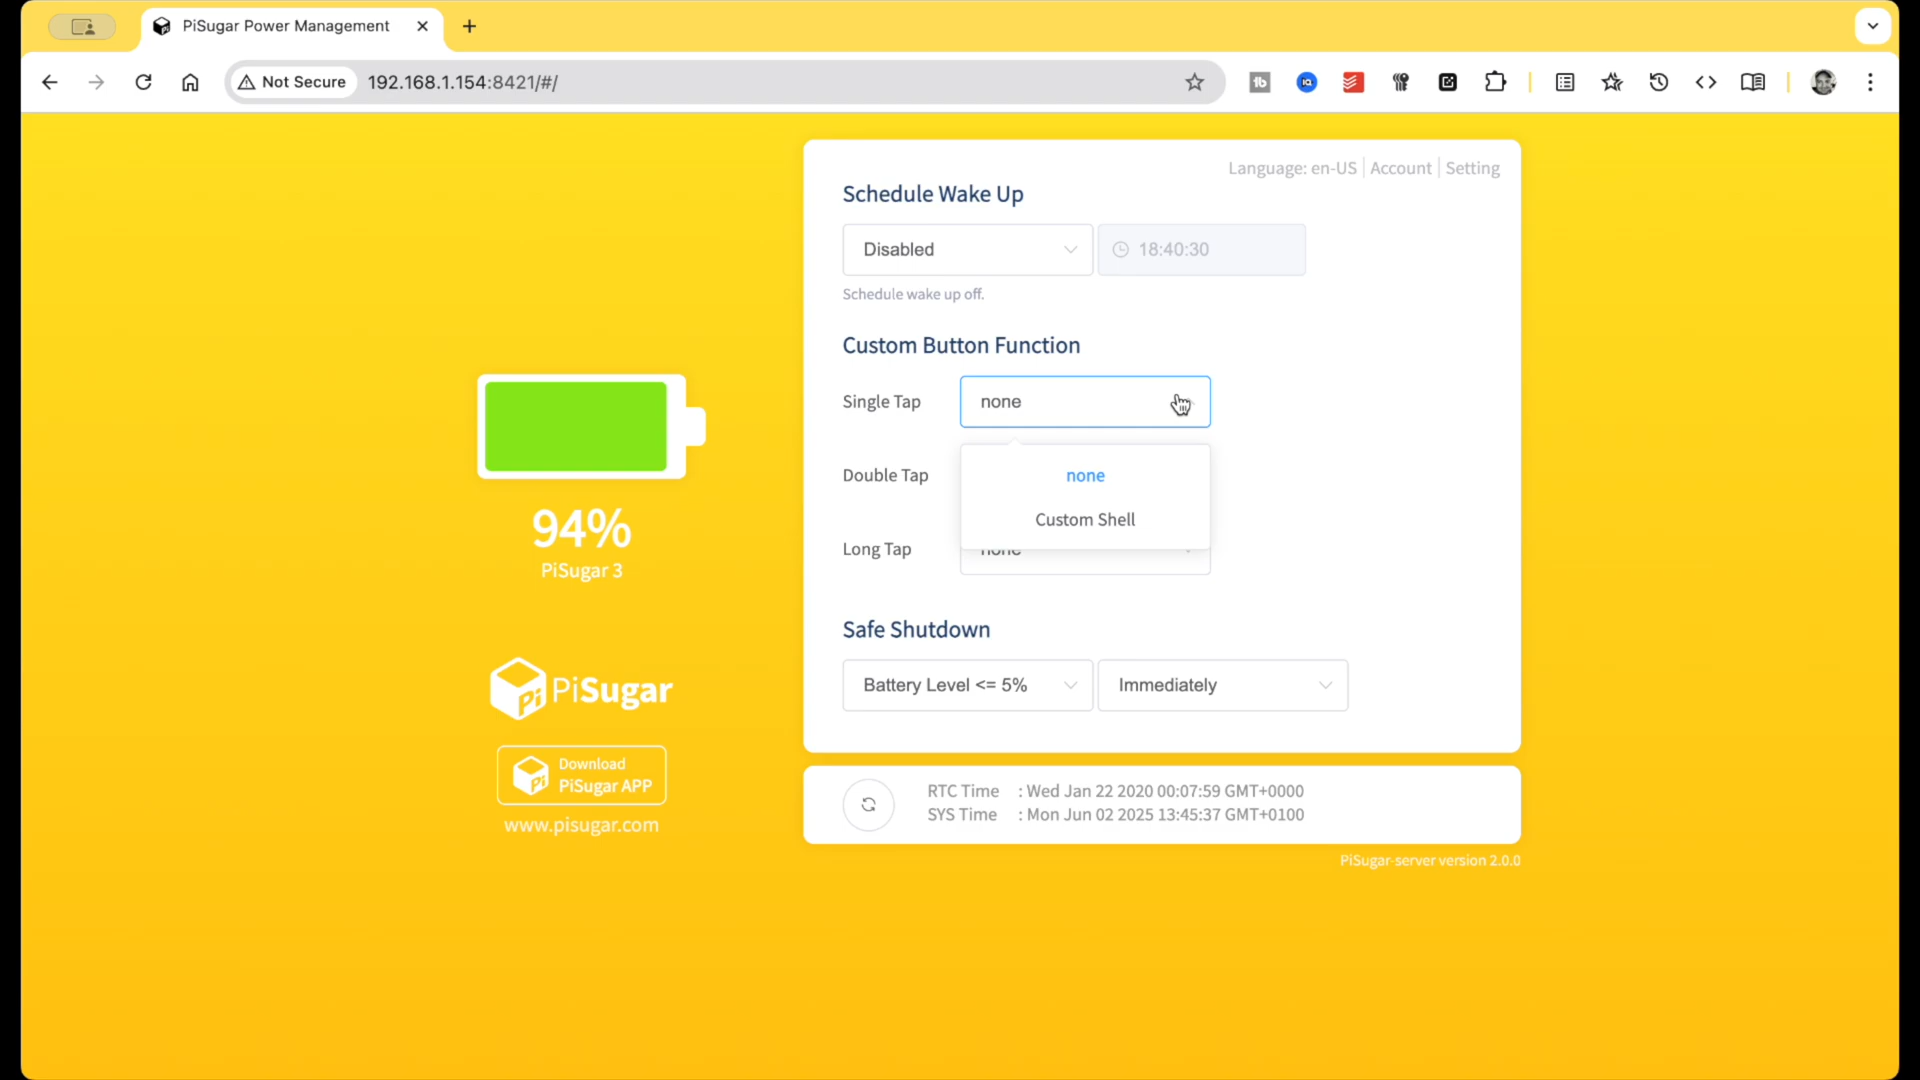 PiSugar Power Management
Not Secure 192.168.1.154:8421/#/
Language: en-US Account Setting
Schedule Wake Up
Disabled 18:40:30
Schedule wake up off.
Custom Button Function
Single Tap none
none
Double Tap
Custom Shell
Long Tap none
94%
PiSugar 3
Safe Shutdown
Battery Level <= 5% Immediately
Pi PiSugar
Pi Download
PiSugar APP
www.pisugar.com
RTC Time : Wed Jan 22 2020 00:07:59 GMT+0000
SYS Time : Mon Jun 02 2025 13:45:37 GMT+0100
PiSugar-server version 2.0.0